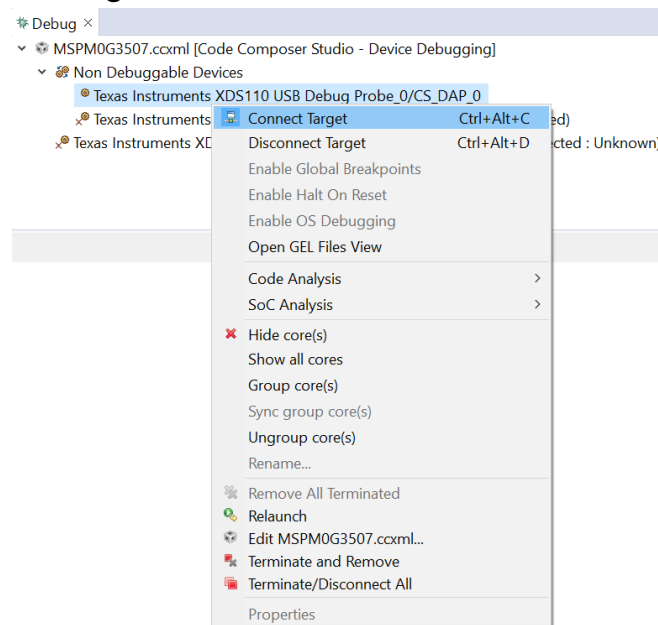 Debug ×
MSPM0G3507.ccxml [Code Composer Studio - Device Debugging]
Non Debuggable Devices
Texas Instruments XDS110 USB Debug Probe_0/CS_DAP_0
Texas Instruments ed)
Texas Instruments XD ected : Unknown)
Connect Target Ctrl+Alt+C
Disconnect Target Ctrl+Alt+D
Enable Global Breakpoints
Enable Halt On Reset
Enable OS Debugging
Open GEL Files View
Code Analysis >
SoC Analysis >
Hide core(s)
Show all cores
Group core(s)
Sync group core(s)
Ungroup core(s)
Rename...
Remove All Terminated
Relaunch
Edit MSPM0G3507.ccxml...
Terminate and Remove
Terminate/Disconnect All
Properties